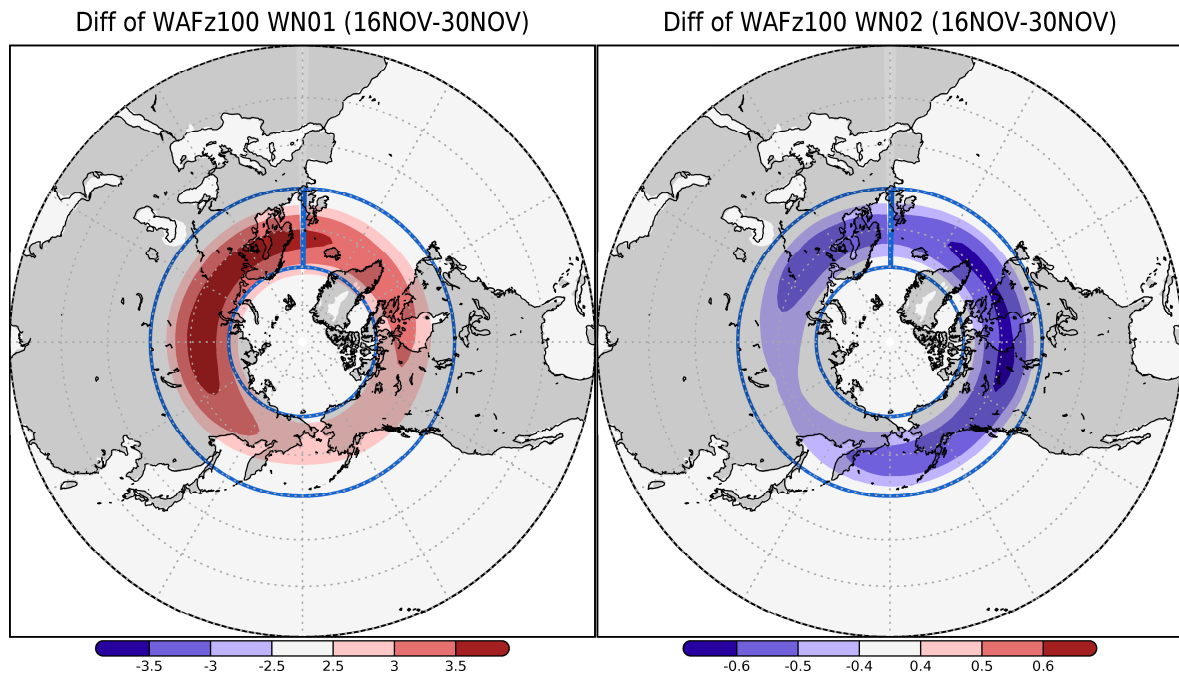 Diff of WAFz100 WN01 (16NOV-30NOV)
Diff of WAFz100 WN02 (16NOV-30NOV)
-3.5 -3 -2.5 2.5 3 3.5
-0.6 -0.5 -0.4 0.4 0.5 0.6